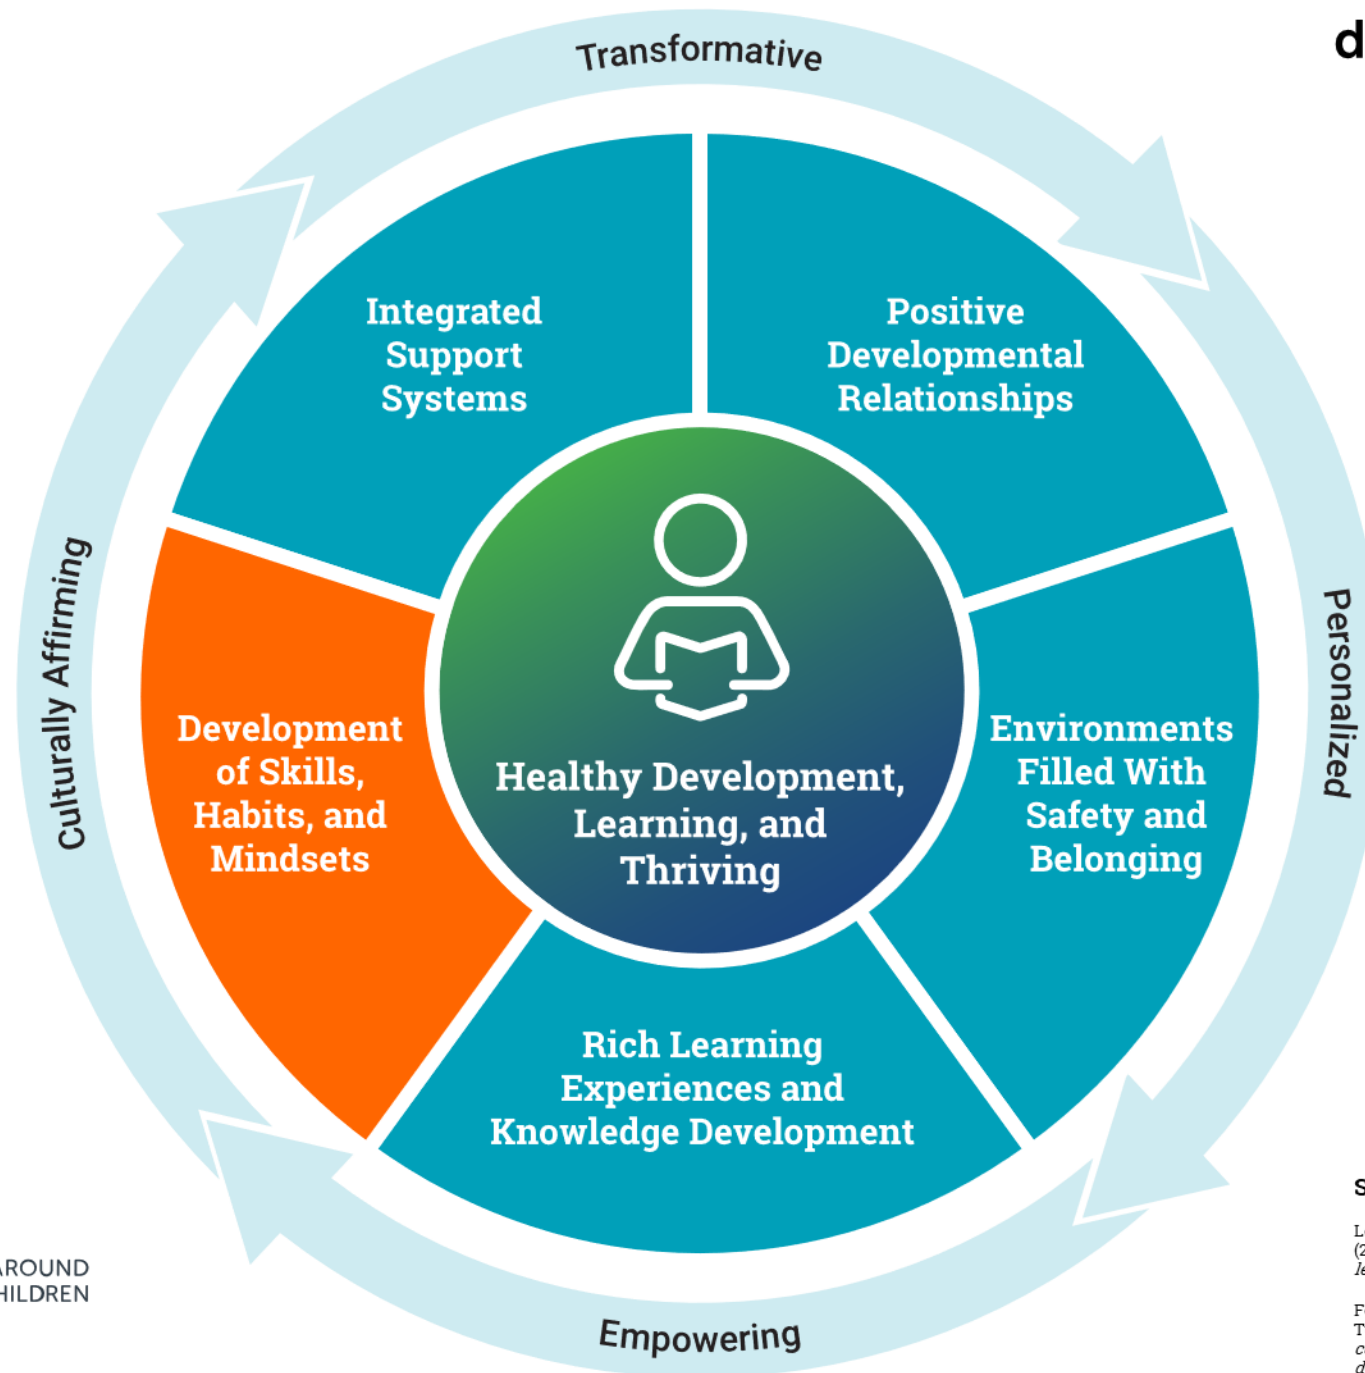 Transformative
d
Integrated
Support
Systems
Positive
Developmental
Relationships
Culturally Affirming
Personalized
Development
of Skills,
Habits, and
Mindsets
Healthy Development,
Learning, and
Thriving
Environments
Filled With
Safety and
Belonging
Rich Learning
Experiences and
Knowledge Development
AROUND
HILDREN
Empowering